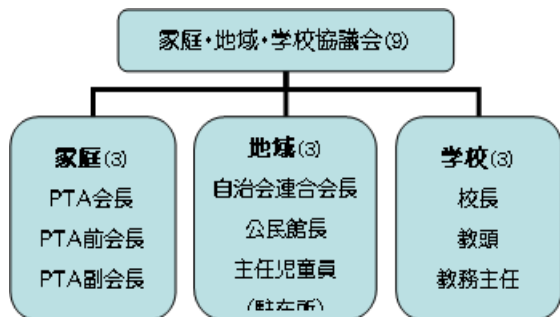 家庭・地域・学校協議会(9)
家庭(3)
PTA会長
PTA前会長
PTA副会長
地域(3)
自治会連合会長
公民館長
主任児童員
(駐在所)
学校(3)
校長
教頭
教務主任